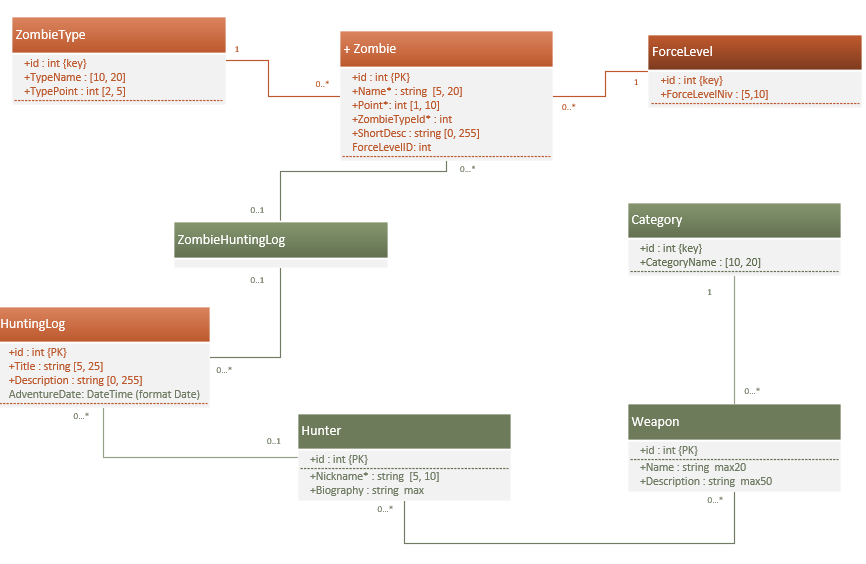 ZombieType
+id : int {key}
+TypeName : [10, 20]
+TypePoint : int [2, 5]
1
0..*
+ Zombie
+id : int {PK}
+Name* : string  [5, 20]
+Point*: int [1, 10]
+ZombieTypeId* : int
+ShortDesc : string [0, 255]
ForceLevelID: int
0...*
0..*
1
ForceLevel
+id : int {key}
+ForceLevelNiv : [5,10]
0..1
ZombieHuntingLog
0..1
Category
+id : int {key}
+CategoryName : [10, 20]
1
0...*
HuntingLog
+id : int {PK}
+Title : string [5, 25]
+Description : string [0, 255]
AdventureDate: DateTime (format Date)
0...*
0...*
0..1
Hunter
+id : int {PK}
+Nickname* : string  [5, 10]
+Biography : string  max
0...*
Weapon
+id : int {PK}
+Name : string  max20
+Description : string  max50
0...*